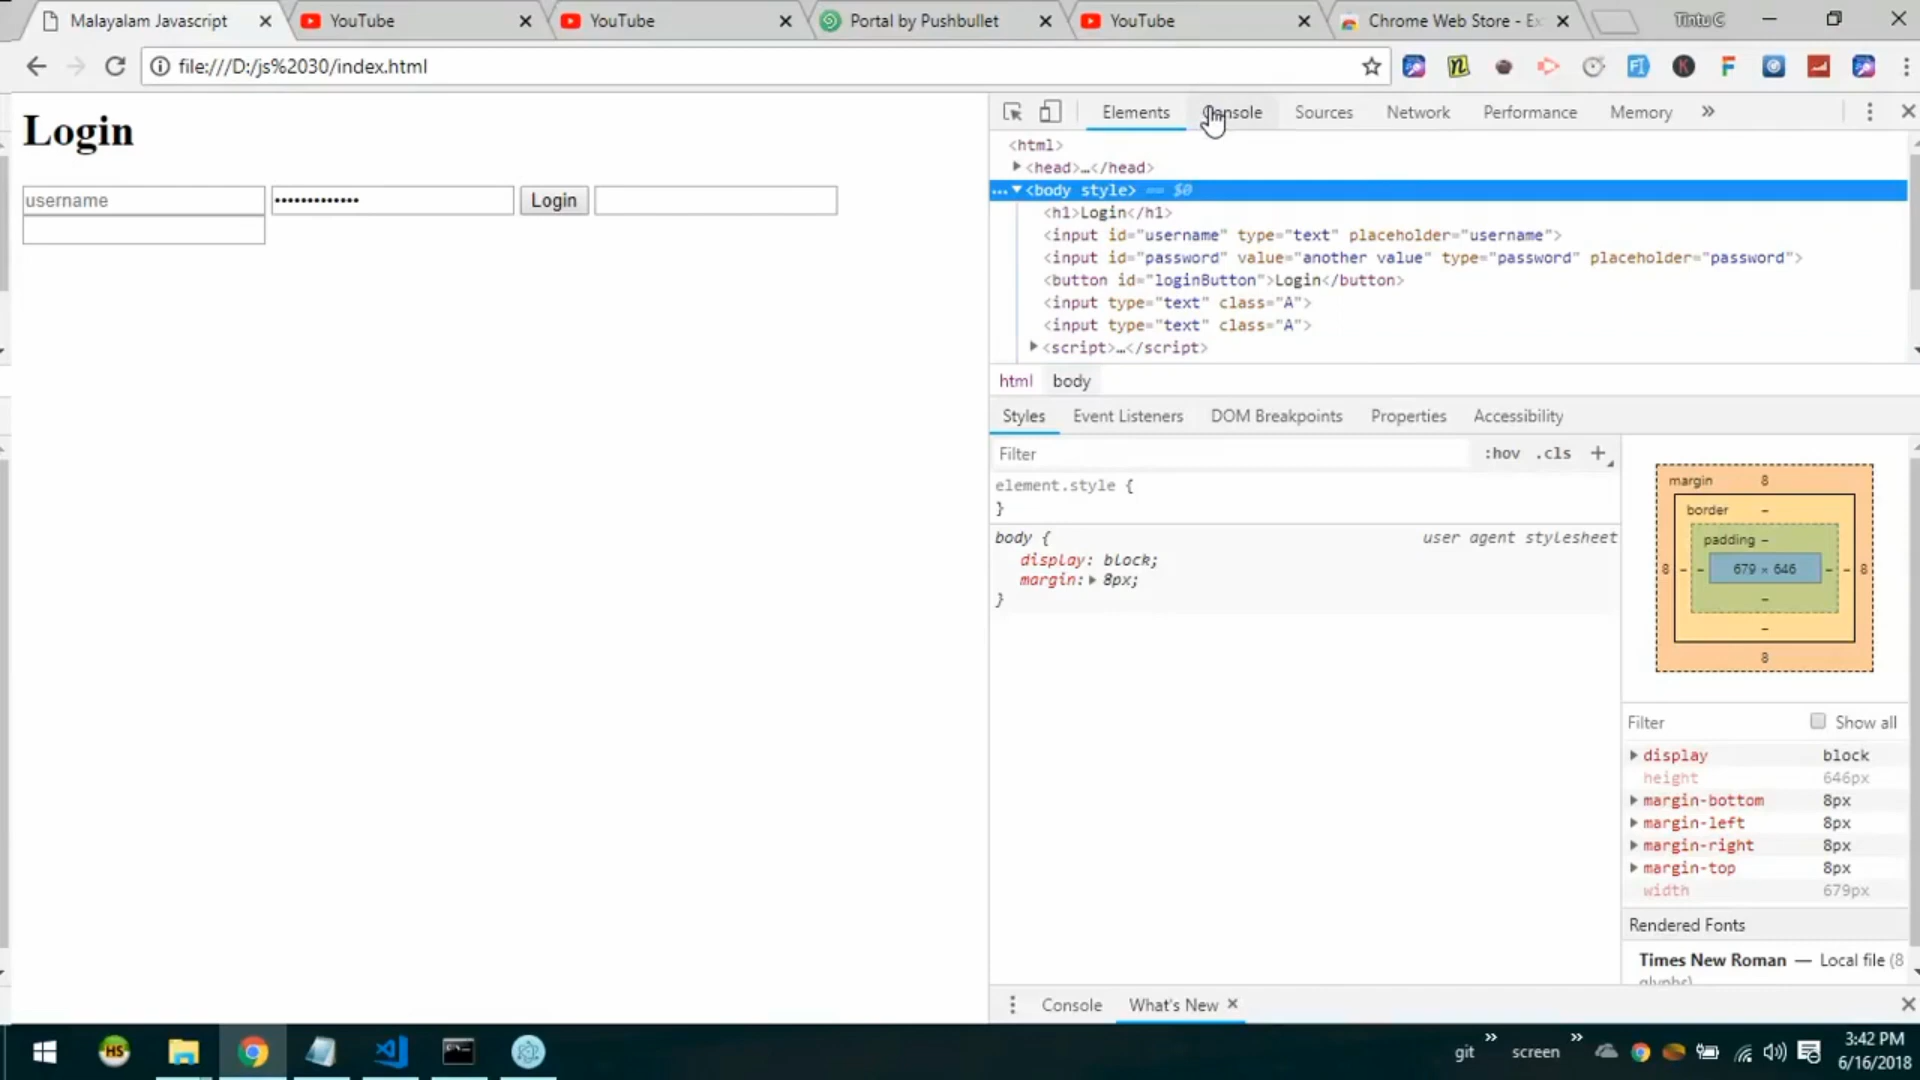 Malayalam Javascript
YouTube
YouTube
Portal by Pushbullet
YouTube
Chrome Web Store - Ex
Tintu C
file:///D:/js%2030/index.html
Login
username
•••••••••••••
Login
Elements
Console
Sources
Network
Performance
Memory
»
<html>
<head>…</head>
<body style> == $0
<h1>Login</h1>
<input id="username" type="text" placeholder="username">
<input id="password" value="another value" type="password" placeholder="password">
<button id="loginButton">Login</button>
<input type="text" class="A">
<input type="text" class="A">
<script>…</script>
html
body
Styles
Event Listeners
DOM Breakpoints
Properties
Accessibility
Filter
:hov
.cls
+
element.style {
}
body {
user agent stylesheet
display: block;
margin: 8px;
}
margin
8
border
–
padding –
8
–
–
679 × 646
–
–
8
–
–
8
Filter
Show all
display block
height 646px
margin-bottom 8px
margin-left 8px
margin-right 8px
margin-top 8px
width 679px
Rendered Fonts
Times New Roman — Local file (8
glyphs)
Console
What's New
HS
git
»
screen
»
3:42 PM
6/16/2018